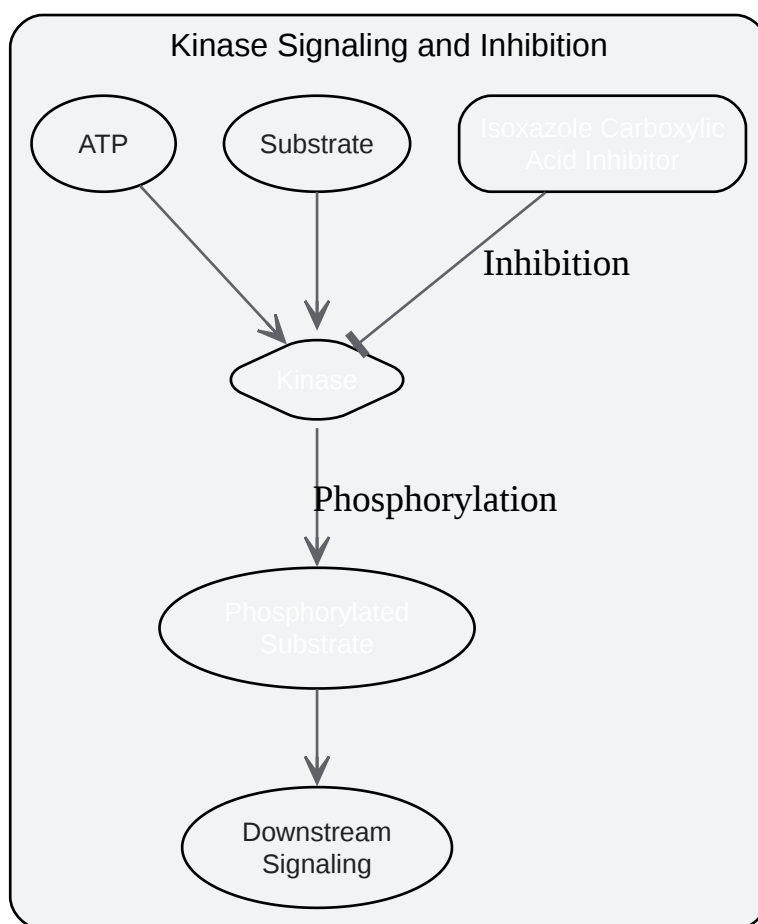 Kinase Signaling and Inhibition
ATP
Substrate
Isoxazole Carboxylic
Acid Inhibitor
Inhibition
Kinase
Phosphorylation
Phosphorylated
Substrate
Downstream
Signaling